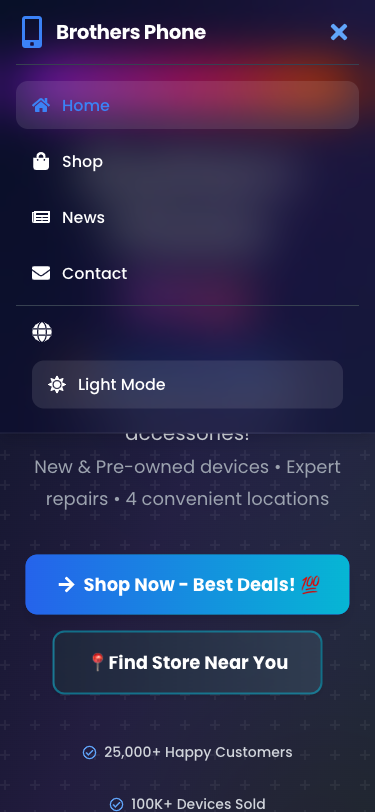 Brothers Phone
Home
Shop
News
Contact
Light Mode
accessories!
New & Pre-owned devices • Expert
repairs • 4 convenient locations
Shop Now - Best Deals! 💯
📍Find Store Near You
25,000+ Happy Customers
100K+ Devices Sold